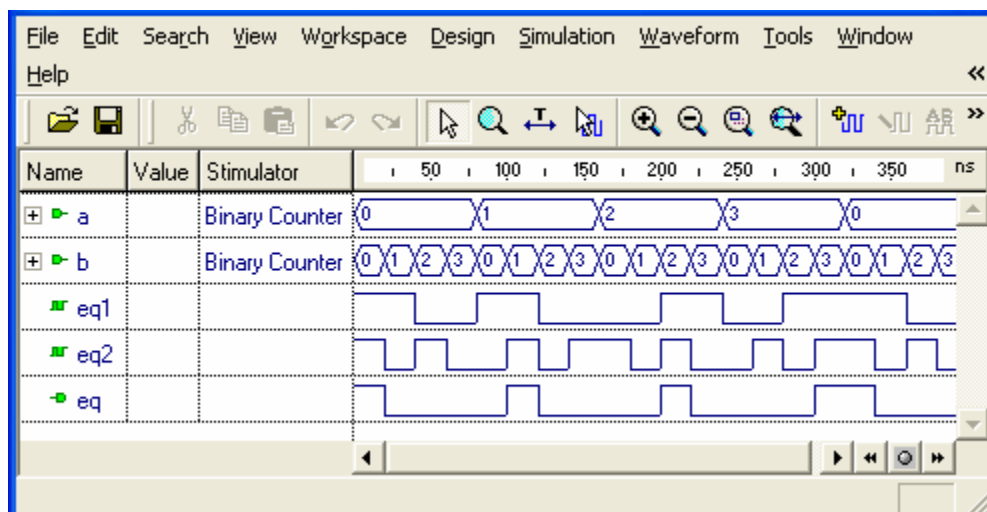 File Edit Search View Workspace Design Simulation Waveform Tools Window
Help
Name Value Stimulator 50 100 150 200 250 300 350 ns
a Binary Counter 0 1 2 3 0
b Binary Counter 0 1 2 3 0 1 2 3 0 1 2 3 0 1 2 3 0 1 2 3
eq1
eq2
eq